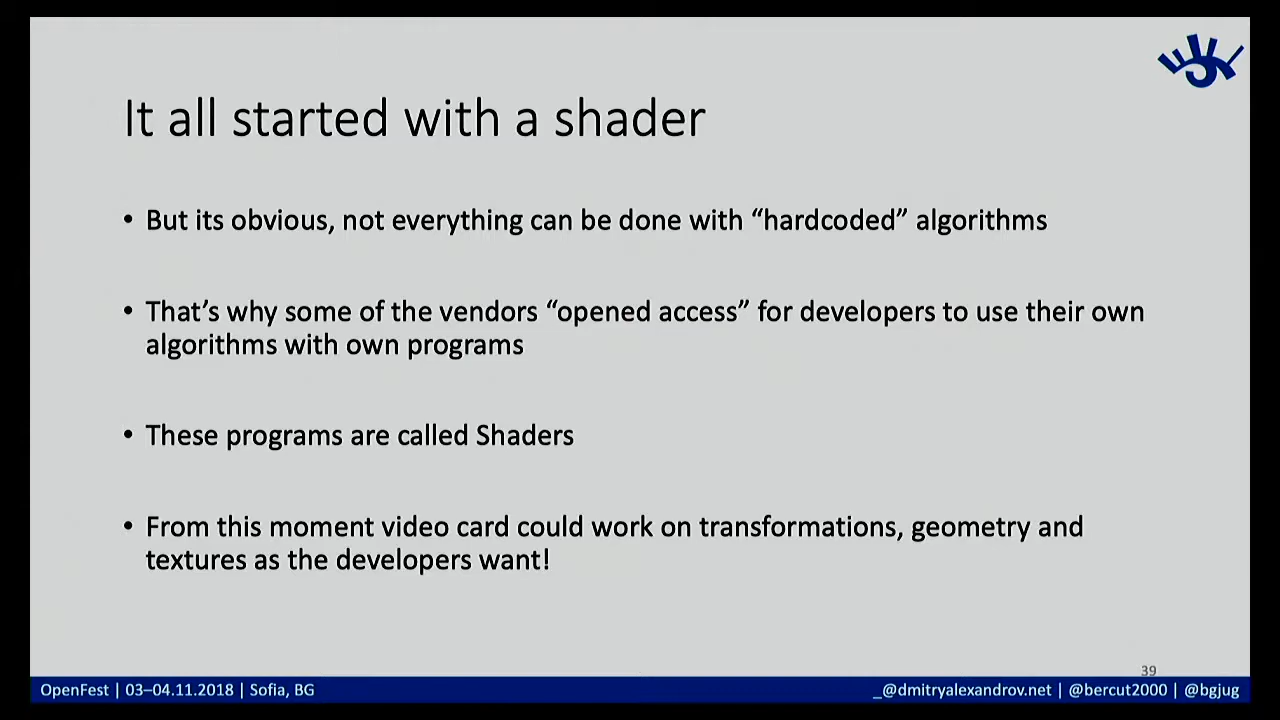 It all started with a shader
• But its obvious, not everything can be done with “hardcoded” algorithms
• That’s why some of the vendors “opened access” for developers to use their own
algorithms with own programs
• These programs are called Shaders
• From this moment video card could work on transformations, geometry and
textures as the developers want!
39
OpenFest | 03–04.11.2018 | Sofia, BG
_@dmitryalexandrov.net | @bercut2000 | @bgjug